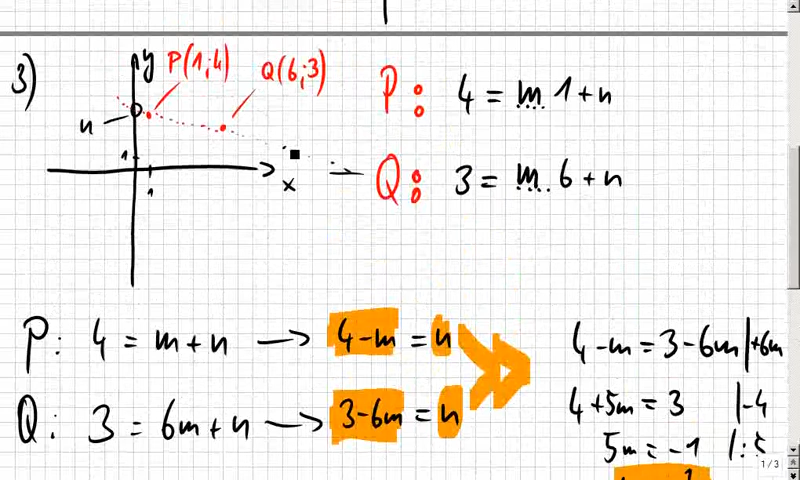 3)
y
P(1;4)
Q(6;3)
n
1
1
x
P: 4 = m·1+n
Q: 3 = m·6+n
P: 4 = m+n → 4-m = n
Q: 3 = 6m+n → 3-6m = n
4-m = 3-6m |+6m
4+5m = 3 |-4
5m = -1 |:5
1/3